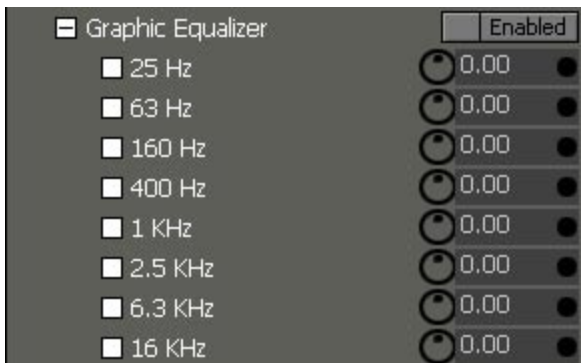 Graphic Equalizer Enabled
25 Hz 0.00
63 Hz 0.00
160 Hz 0.00
400 Hz 0.00
1 KHz 0.00
2.5 KHz 0.00
6.3 KHz 0.00
16 KHz 0.00